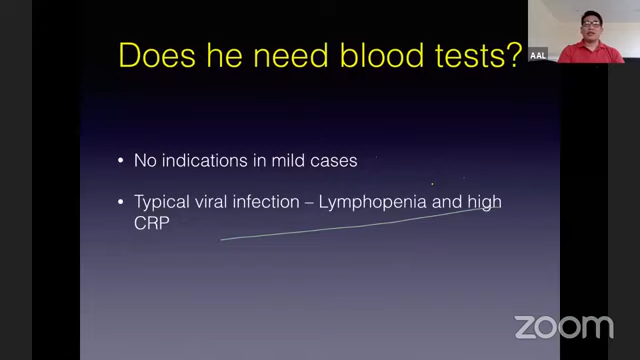 Does he need blood tests?
AAL
• No indications in mild cases
• Typical viral infection – Lymphopenia and high
CRP
zoom